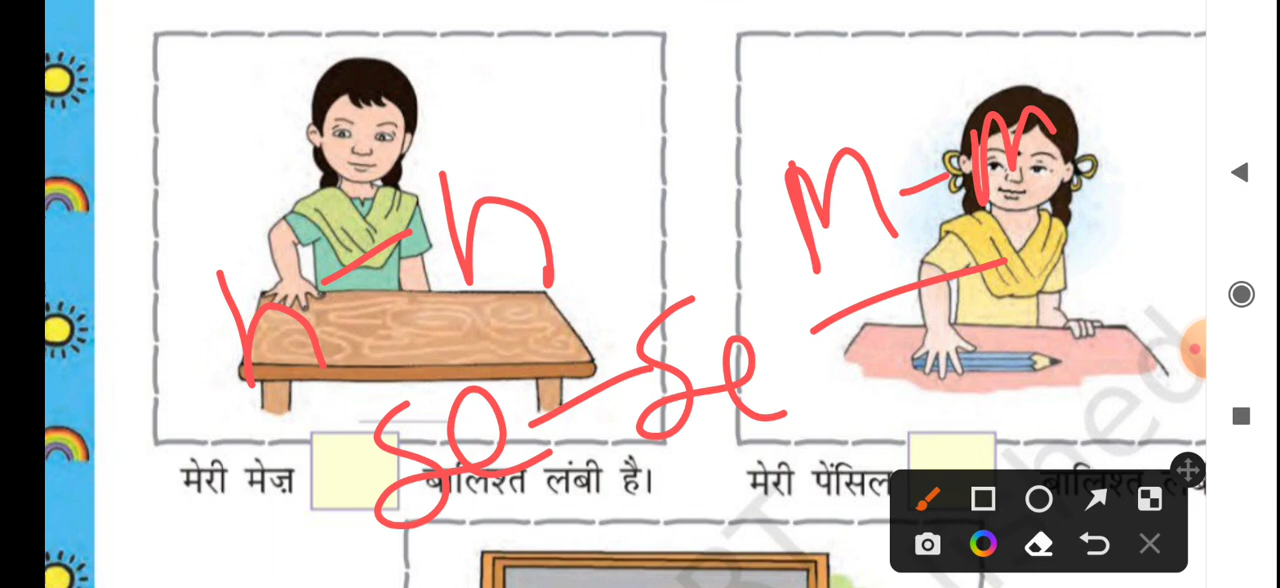 M-m
h-h
se-se
मेरी मेज़ बालिश्त लंबी है।
मेरी पेंसिल बालिश्त